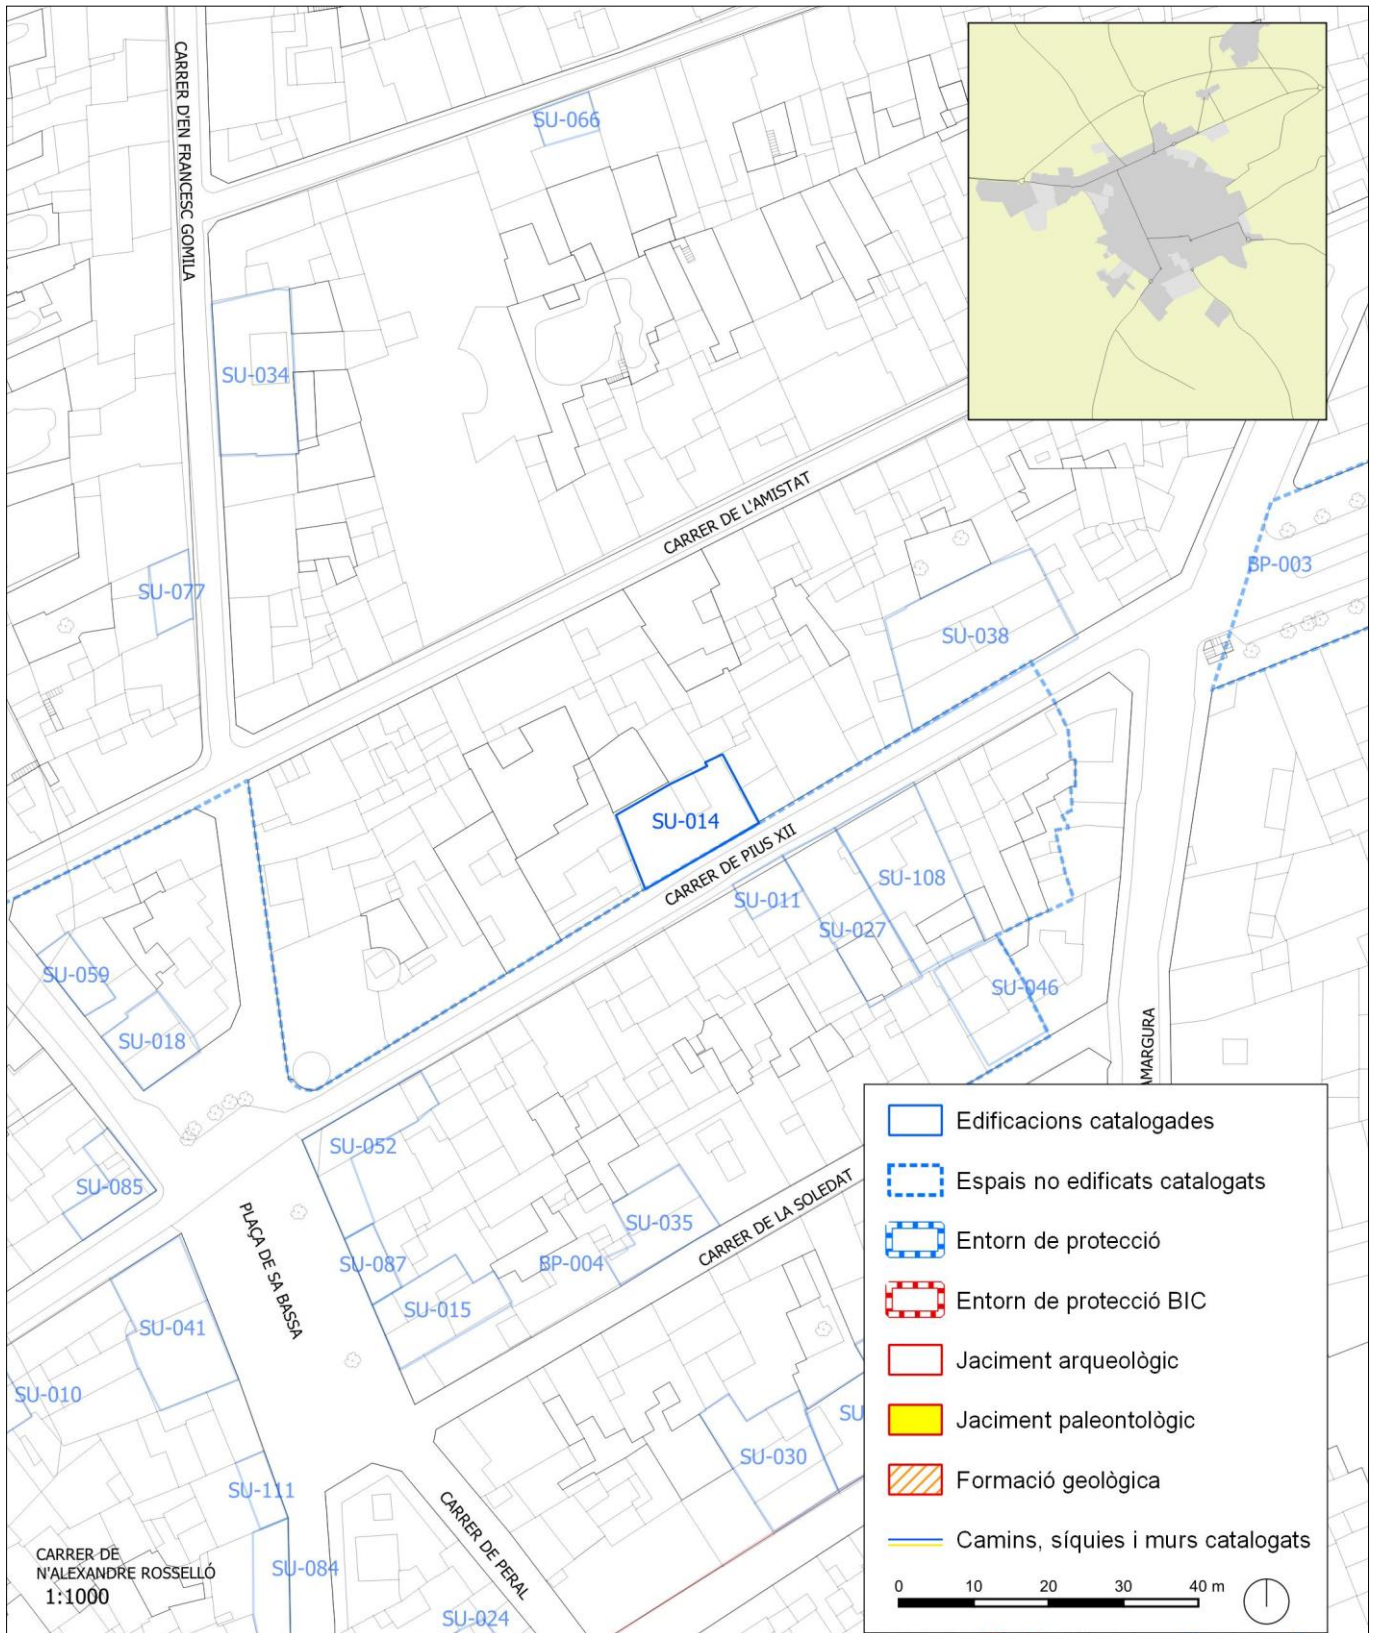 CARRER D'EN FRANCESC GOMILA
SU-066
SU-034
CARRER DE L'AMISTAT
SU-077
BP-003
SU-038
SU-014
CARRER DE PIUS XII
SU-011
SU-108
SU-027
SU-059
SU-046
SU-018
AMARGURA
SU-052
SU-085
PLAÇA DE SA BASSA
SU-035
CARRER DE LA SOLEDAT
SU-087
BP-004
SU-015
SU-041
SU-010
SU
SU-030
SU-111
CARRER DE PERAL
SU-084
SU-024
CARRER DE
N'ALEXANDRE ROSSELLÓ
1:1000
Edificacions catalogades
Espais no edificats catalogats
Entorn de protecció
Entorn de protecció BIC
Jaciment arqueològic
Jaciment paleontològic
Formació geològica
Camins, síquies i murs catalogats
0 10 20 30 40 m